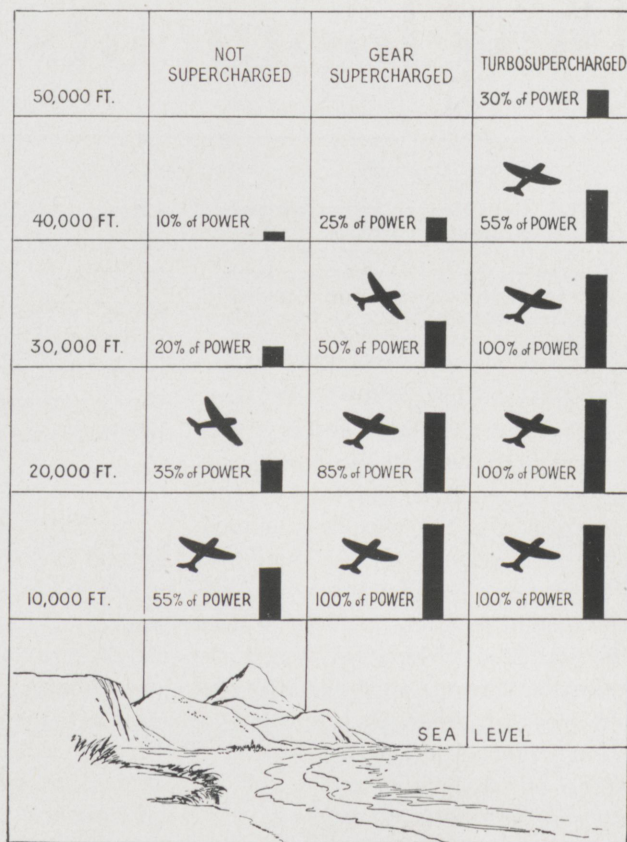 NOT
SUPERCHARGED
GEAR
SUPERCHARGED
TURBOSUPERCHARGED
50,000 FT.
30% of POWER
40,000 FT.
10% of POWER
25% of POWER
55% of POWER
30,000 FT.
20% of POWER
50% of POWER
100% of POWER
20,000 FT.
35% of POWER
85% of POWER
100% of POWER
10,000 FT.
55% of POWER
100% of POWER
100% of POWER
SEA LEVEL